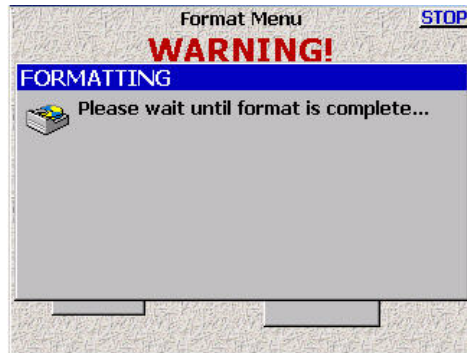 Format Menu
STOP
WARNING!
FORMATTING
Please wait until format is complete...